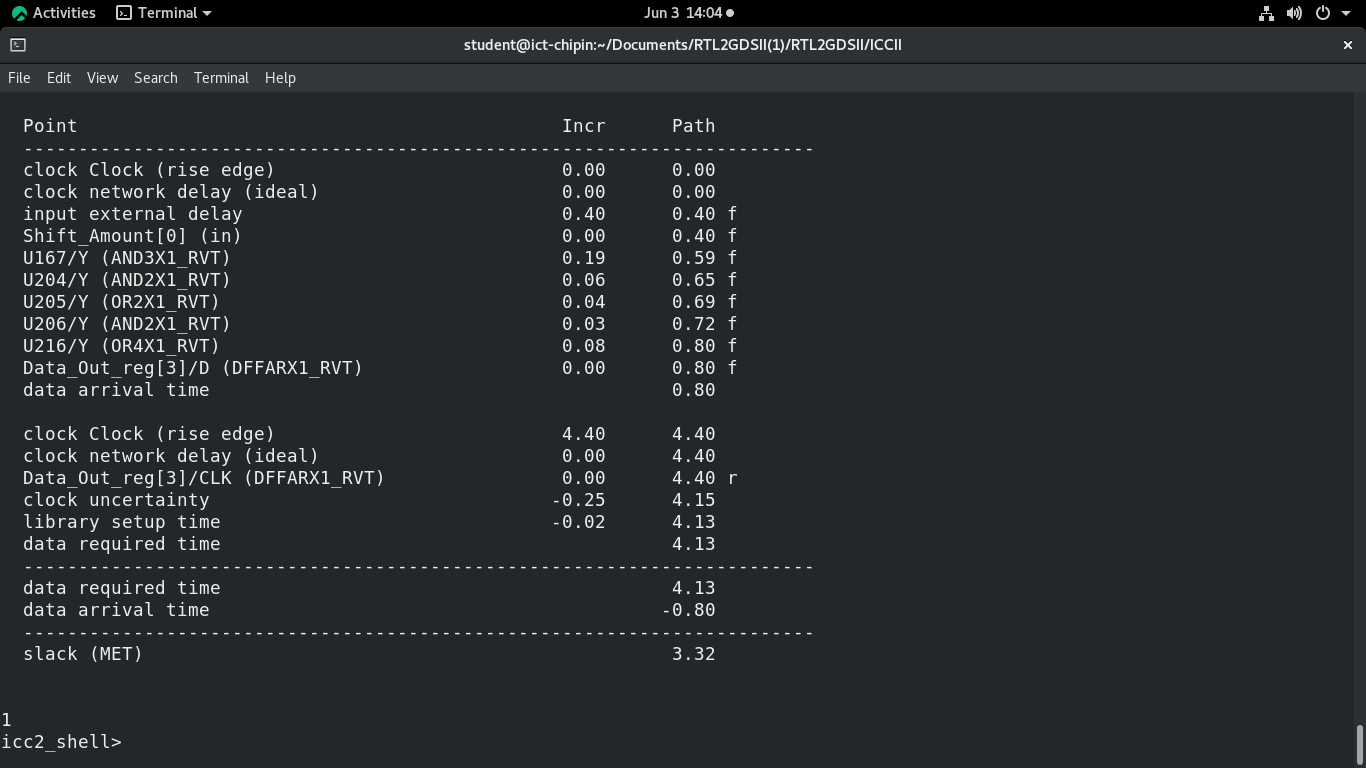 Activities Terminal Jun 3 14:04
student@ict-chipin:~/Documents/RTL2GDSII(1)/RTL2GDSII/ICCII
File Edit View Search Terminal Help
Point Incr Path
------------------------------------------------------------------------
clock Clock (rise edge) 0.00 0.00
clock network delay (ideal) 0.00 0.00
input external delay 0.40 0.40 f
Shift_Amount[0] (in) 0.00 0.40 f
U167/Y (AND3X1_RVT) 0.19 0.59 f
U204/Y (AND2X1_RVT) 0.06 0.65 f
U205/Y (OR2X1_RVT) 0.04 0.69 f
U206/Y (AND2X1_RVT) 0.03 0.72 f
U216/Y (OR4X1_RVT) 0.08 0.80 f
Data_Out_reg[3]/D (DFFARX1_RVT) 0.00 0.80 f
data arrival time 0.80
clock Clock (rise edge) 4.40 4.40
clock network delay (ideal) 0.00 4.40
Data_Out_reg[3]/CLK (DFFARX1_RVT) 0.00 4.40 r
clock uncertainty -0.25 4.15
library setup time -0.02 4.13
data required time 4.13
------------------------------------------------------------------------
data required time 4.13
data arrival time -0.80
------------------------------------------------------------------------
slack (MET) 3.32
1
icc2_shell>